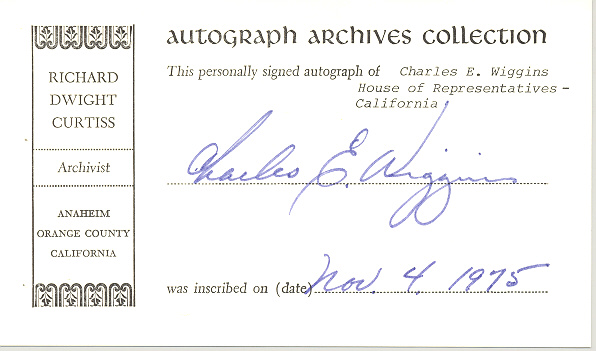 RICHARD
DWIGHT
CURTISS
Archivist
ANAHEIM
ORANGE COUNTY
CALIFORNIA
AUTOGRAPH ARCHIVES COLLECTION
This personally signed autograph of Charles E. Wiggins
House of Representatives-
California
Charles E. Wiggins
was inscribed on (date) Nov. 4, 1975